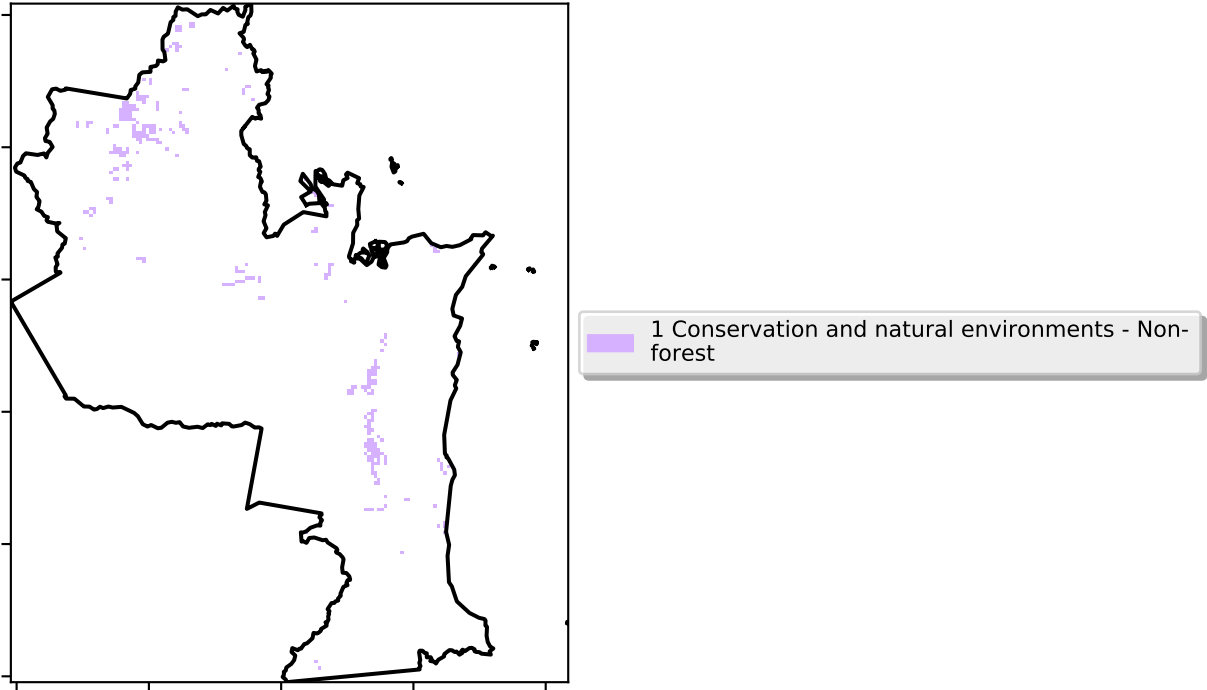 1 Conservation and natural environments - Non-
forest